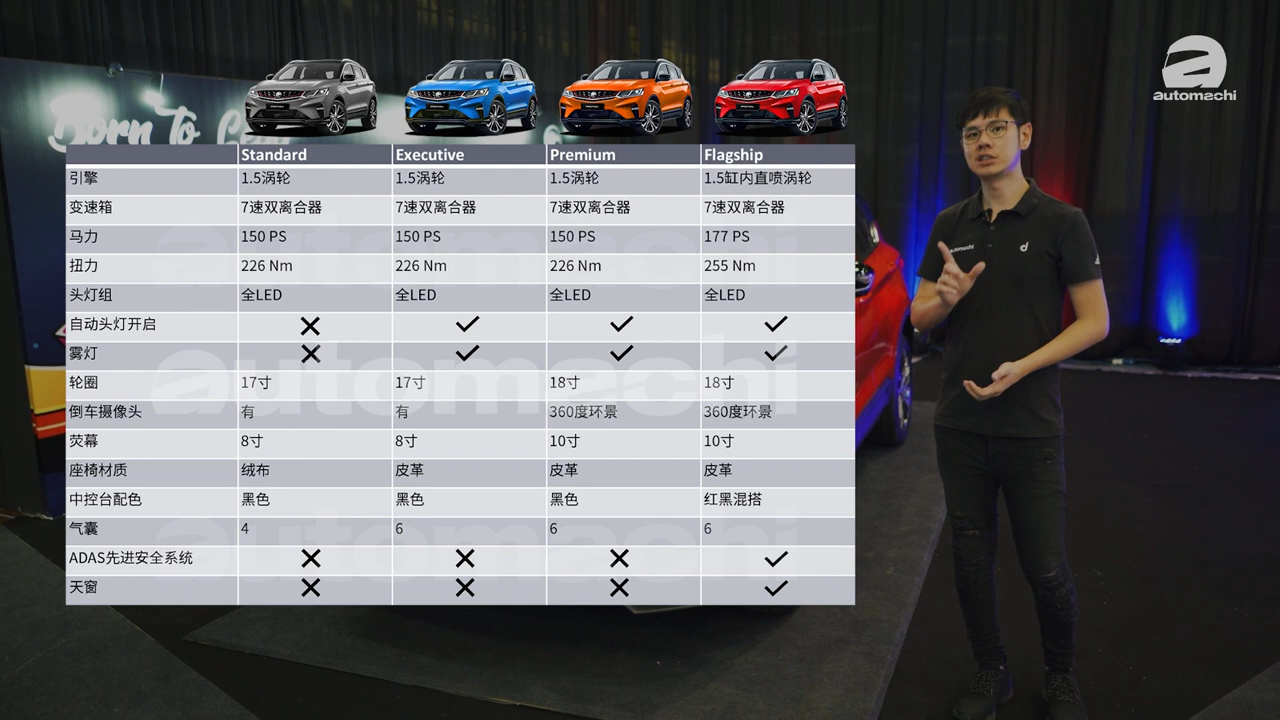 automachi
Born to Lead
Standard Executive Premium Flagship
引擎 1.5涡轮 1.5涡轮 1.5涡轮 1.5缸内直喷涡轮
变速箱 7速双离合器 7速双离合器 7速双离合器 7速双离合器
马力 150 PS 150 PS 150 PS 177 PS
扭力 226 Nm 226 Nm 226 Nm 255 Nm
头灯组 全LED 全LED 全LED 全LED
自动头灯开启
雾灯
轮圈 17寸 17寸 18寸 18寸
倒车摄像头 有 有 360度环景 360度环景
荧幕 8寸 8寸 10寸 10寸
座椅材质 绒布 皮革 皮革 皮革
中控台配色 黑色 黑色 黑色 红黑混搭
气囊 4 6 6 6
ADAS先进安全系统
天窗
automachi
automachi
automachi
automachi